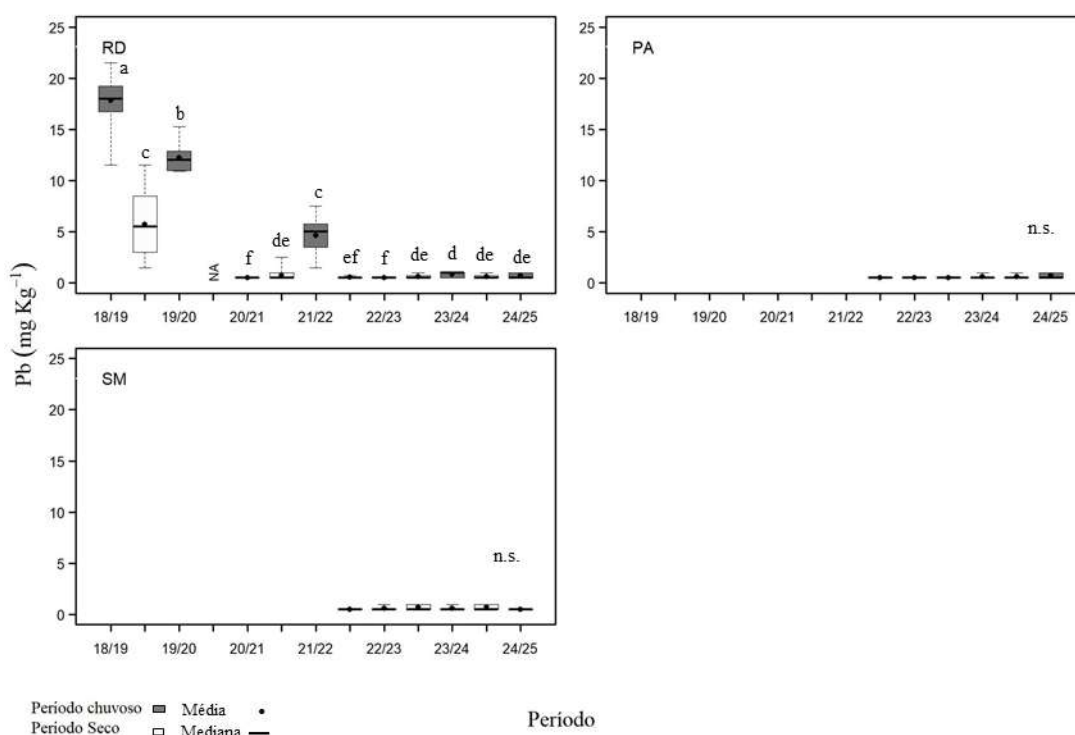 25
20
15
10
5
0
RD
a
c
b
NA
f
de
c
ef
f
de
d
de
de
18/19
19/20
20/21
21/22
22/23
23/24
24/25
25
20
15
10
5
0
PA
n.s.
18/19
19/20
20/21
21/22
22/23
23/24
24/25
Pb (mg Kg⁻¹)
25
20
15
10
5
0
SM
n.s.
18/19
19/20
20/21
21/22
22/23
23/24
24/25
Período chuvoso Média
Período Seco Mediana
Período